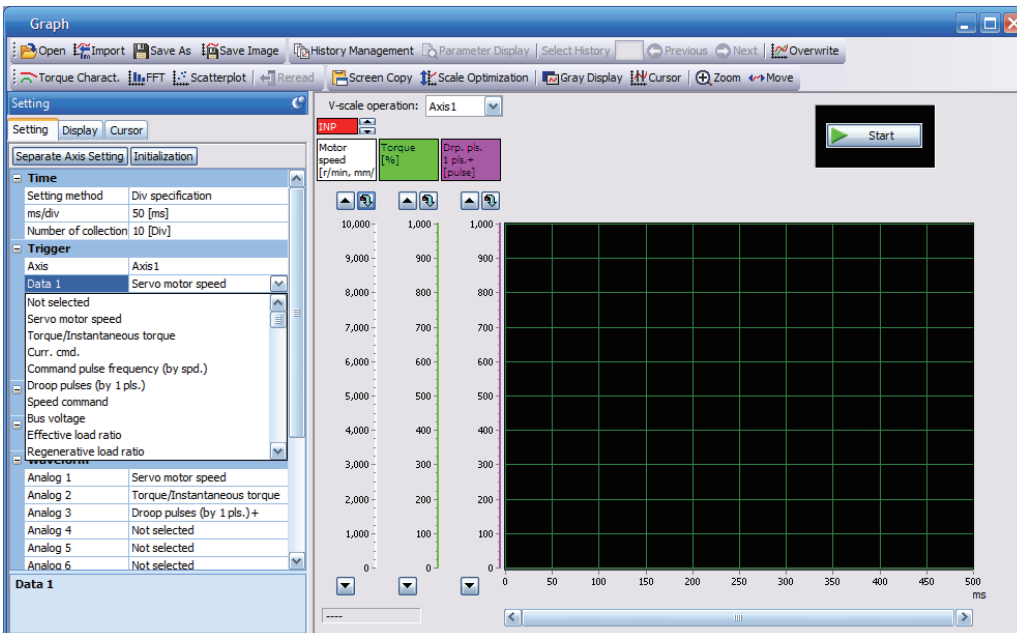 Graph
Open Import Save As Save Image History Management Parameter Display Select History Previous Next Overwrite
Torque Charact. FFT Scatterplot Reread Screen Copy Scale Optimization Gray Display Cursor Zoom Move
Setting
Setting Display Cursor
Separate Axis Setting Initialization
Time
Setting method Div specification
ms/div 50 [ms]
Number of collection 10 [Div]
Trigger
Axis Axis1
Data 1 Servo motor speed
Not selected
Servo motor speed
Torque/Instantaneous torque
Curr. cmd.
Command pulse frequency (by spd.)
Droop pulses (by 1 pls.)
Speed command
Bus voltage
Effective load ratio
Regenerative load ratio
Waveform
Analog 1 Servo motor speed
Analog 2 Torque/Instantaneous torque
Analog 3 Droop pulses (by 1 pls.)+
Analog 4 Not selected
Analog 5 Not selected
Analog 6 Not selected
Data 1
V-scale operation: Axis1
INP
Motor speed [r/min, mm/
Torque [%]
Drp. pls. 1 pls.+ [pulse]
Start
10,000 1,000 1,000
9,000 900 900
8,000 800 800
7,000 700 700
6,000 600 600
5,000 500 500
4,000 400 400
3,000 300 300
2,000 200 200
1,000 100 100
0 0 0
0 50 100 150 200 250 300 350 400 450 500
ms
----